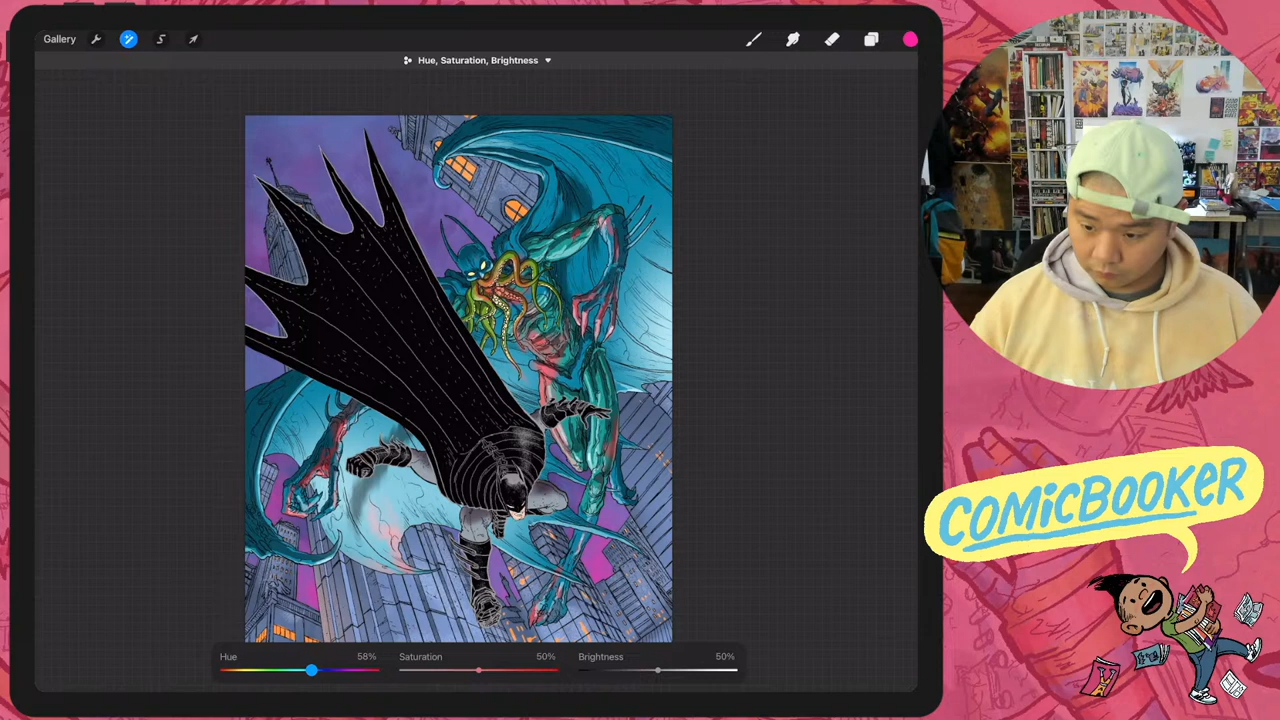 Gallery
Hue, Saturation, Brightness
Hue 58% Saturation 50% Brightness 50%
COMICBOOKER